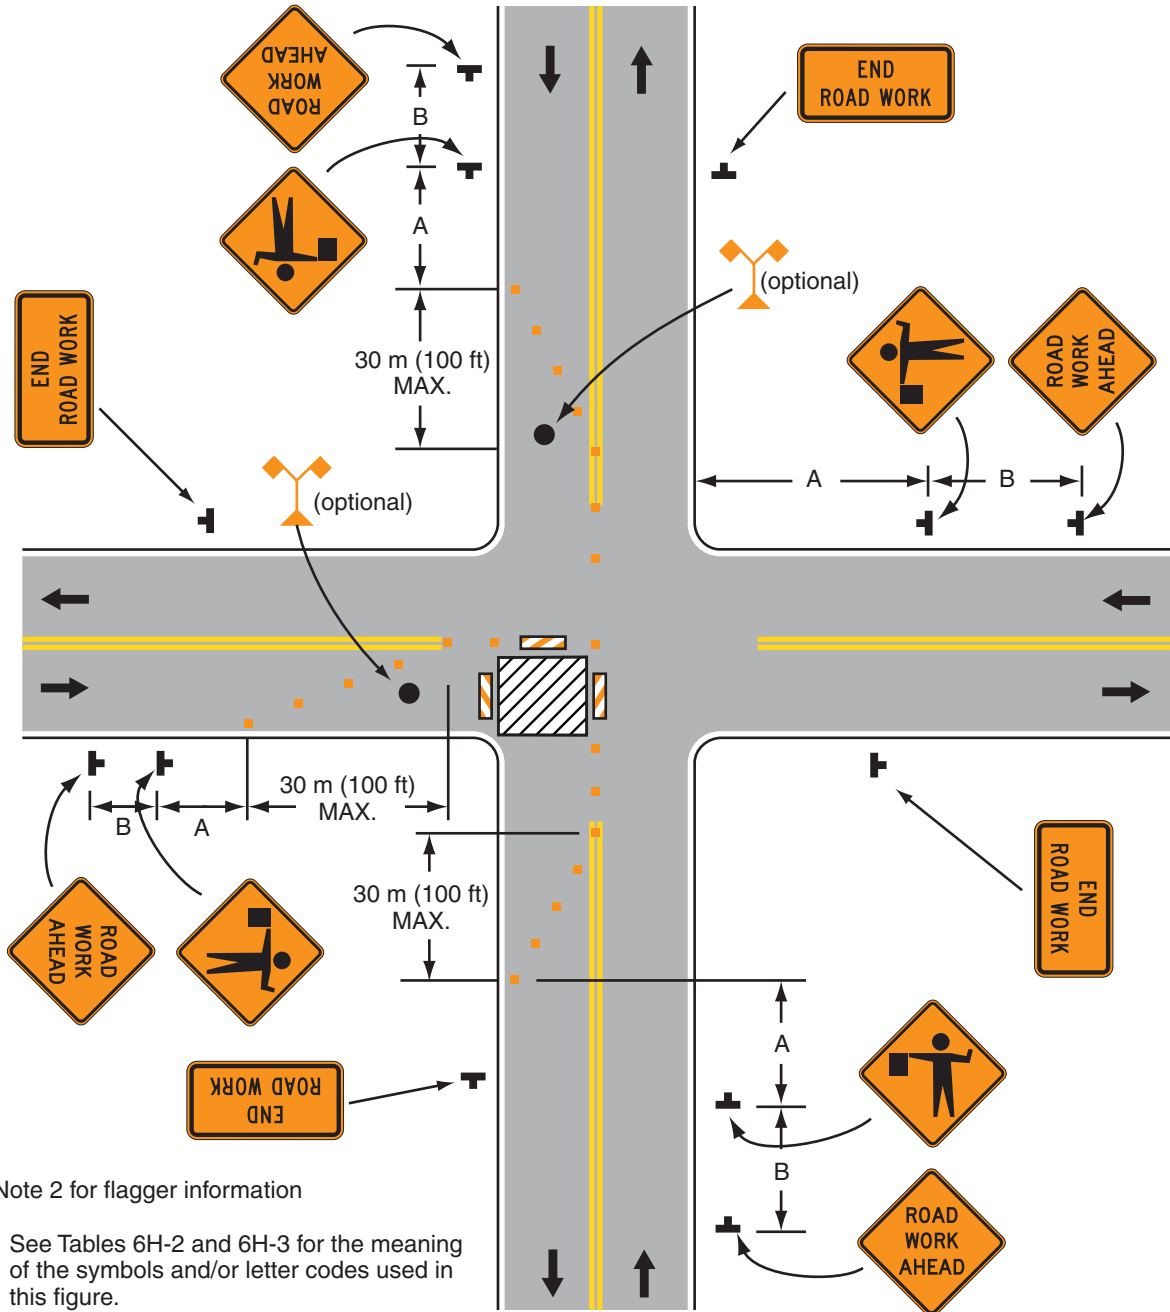 ROAD
WORK
AHEAD
B
A
END
ROAD WORK
(optional)
30 m (100 ft)
MAX.
END
ROAD WORK
(optional)
ROAD
WORK
AHEAD
A
B
30 m (100 ft)
MAX.
B
A
30 m (100 ft)
MAX.
ROAD
WORK
AHEAD
END
ROAD WORK
END
ROAD WORK
A
B
ROAD
WORK
AHEAD
Note 2 for flagger information
See Tables 6H-2 and 6H-3 for the meaning
of the symbols and/or letter codes used in
this figure.